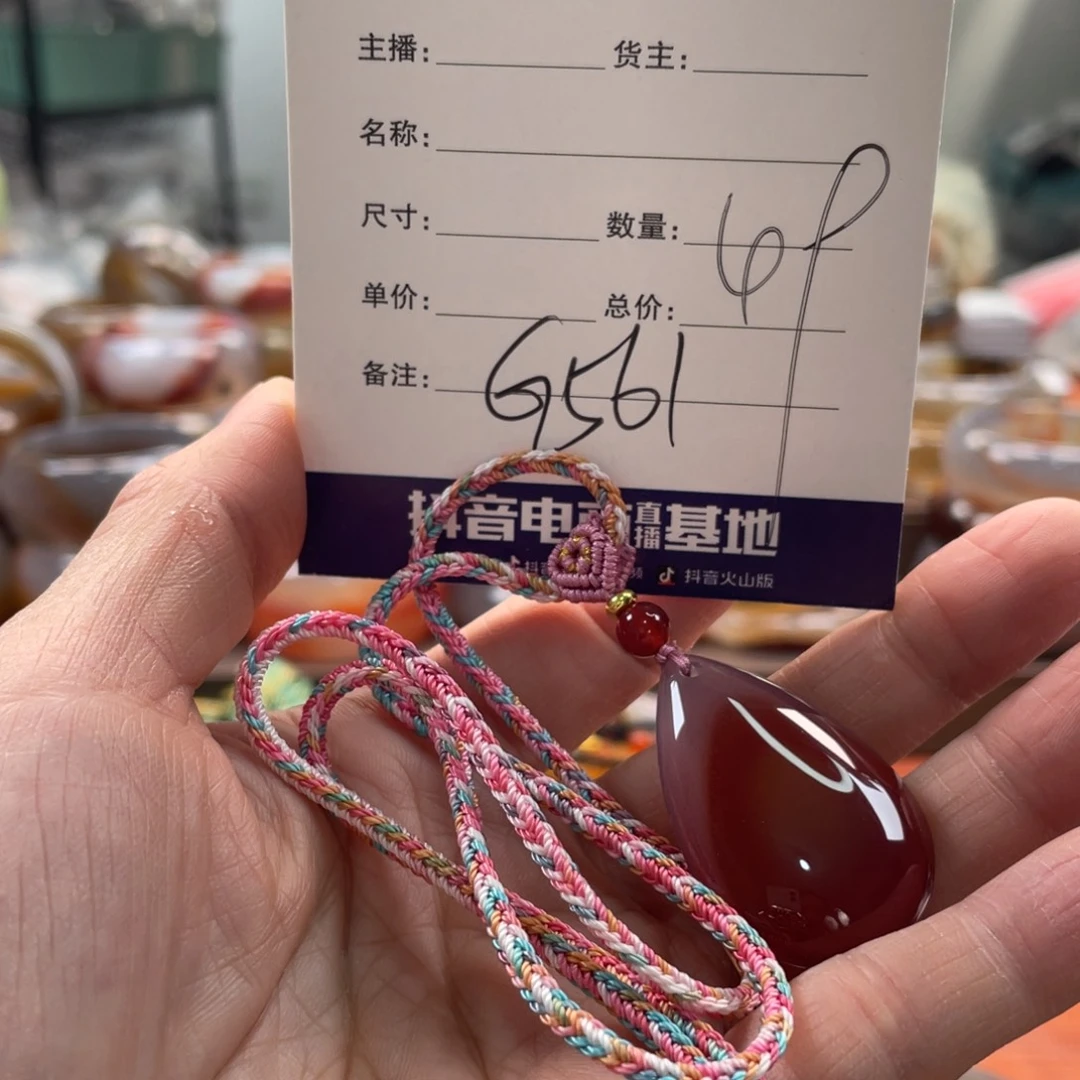 主播: 货主:
名称:
尺寸: 数量:
单价: 总价:
备注: G561
抖音电商直播基地
抖音火山版